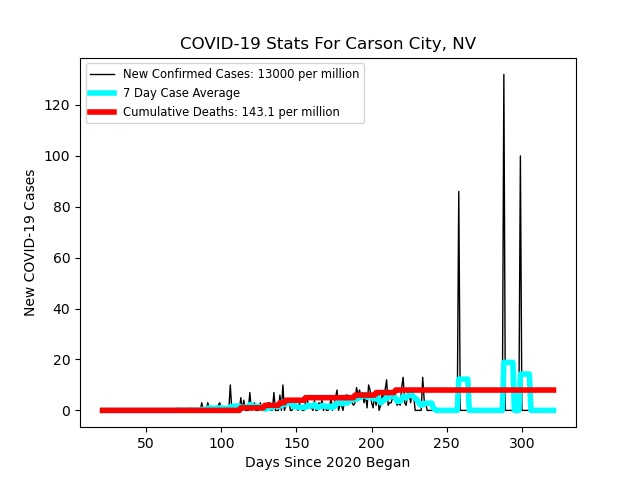 COVID-19 Stats For Carson City, NV
New Confirmed Cases: 13000 per million
7 Day Case Average
Cumulative Deaths: 143.1 per million
New COVID-19 Cases
120
100
80
60
40
20
0
50 100 150 200 250 300
Days Since 2020 Began